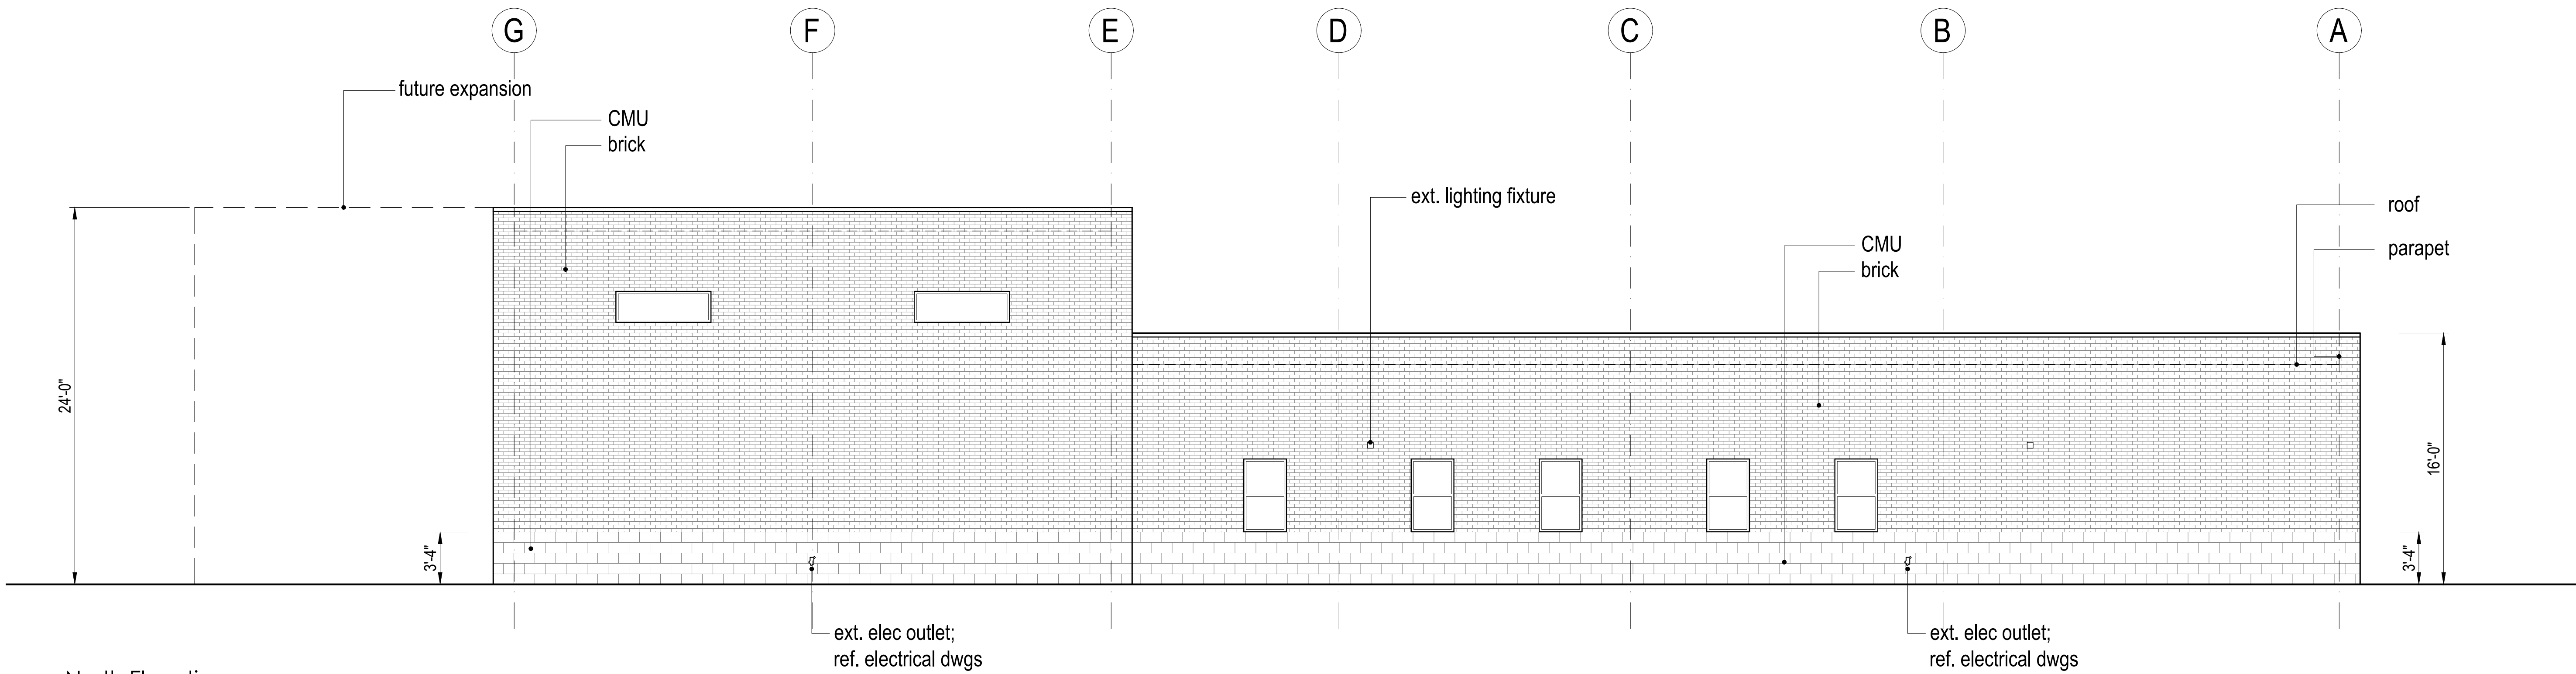 G F E D C B A
future expansion
CMU
brick
ext. lighting fixture
roof
CMU
parapet
brick
24'-0"
16'-0"
3'-4"
3'-4"
ext. elec outlet;
ref. electrical dwgs
ext. elec outlet;
ref. electrical dwgs